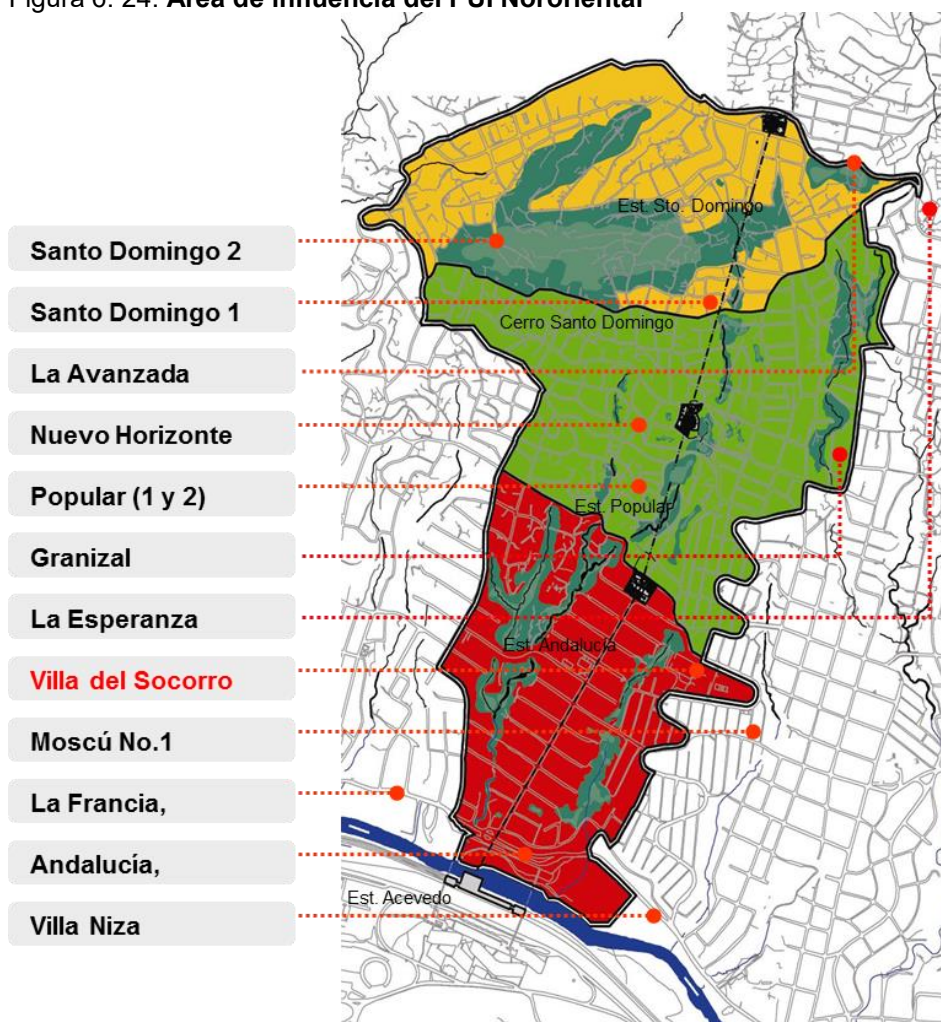 Figura 6. 24. Área de influencia del PUI Nororiental
Est. Sto. Domingo
Santo Domingo 2
Santo Domingo 1
Cerro Santo Domingo
La Avanzada
Nuevo Horizonte
Popular (1 y 2)
Est. Popular
Granizal
La Esperanza
Est. Andalucía
Villa del Socorro
Moscú No.1
La Francia,
Andalucía,
Est. Acevedo
Villa Niza